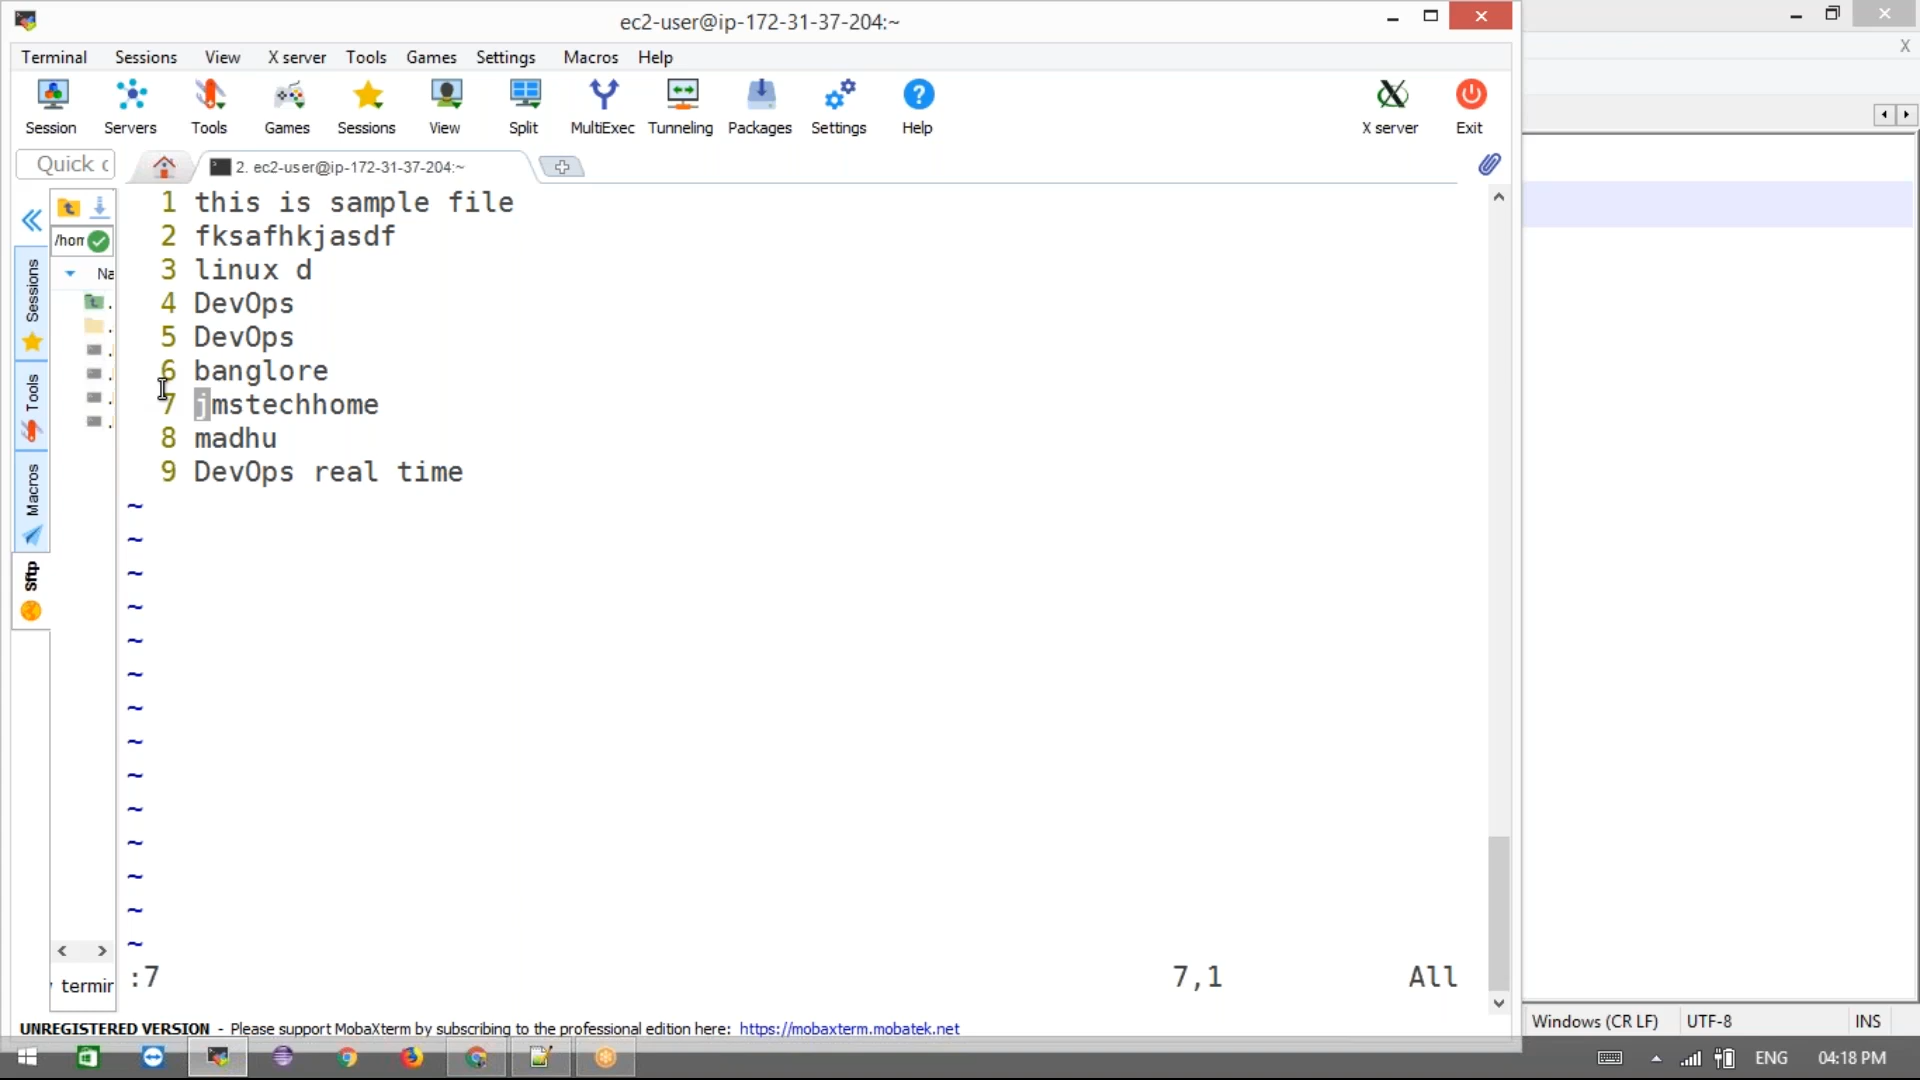 ec2-user@ip-172-31-37-204:~
X
Terminal Sessions View X server Tools Games Settings Macros Help
Session Servers Tools Games Sessions View Split MultiExec Tunneling Packages Settings Help X server Exit
Quick c
2. ec2-user@ip-172-31-37-204:~
/hom
Na
Sessions
Tools
Macros
Sftp
1 this is sample file
2 fksafhkjasdf
3 linux d
4 DevOps
5 DevOps
6 banglore
7 jmstechhome
8 madhu
9 DevOps real time
~
~
~
~
~
~
~
~
~
~
~
~
~
~
termin
:7 7,1 All
UNREGISTERED VERSION - Please support MobaXterm by subscribing to the professional edition here: https://mobaxterm.mobatek.net
Windows (CR LF) UTF-8 INS
ENG 04:18 PM